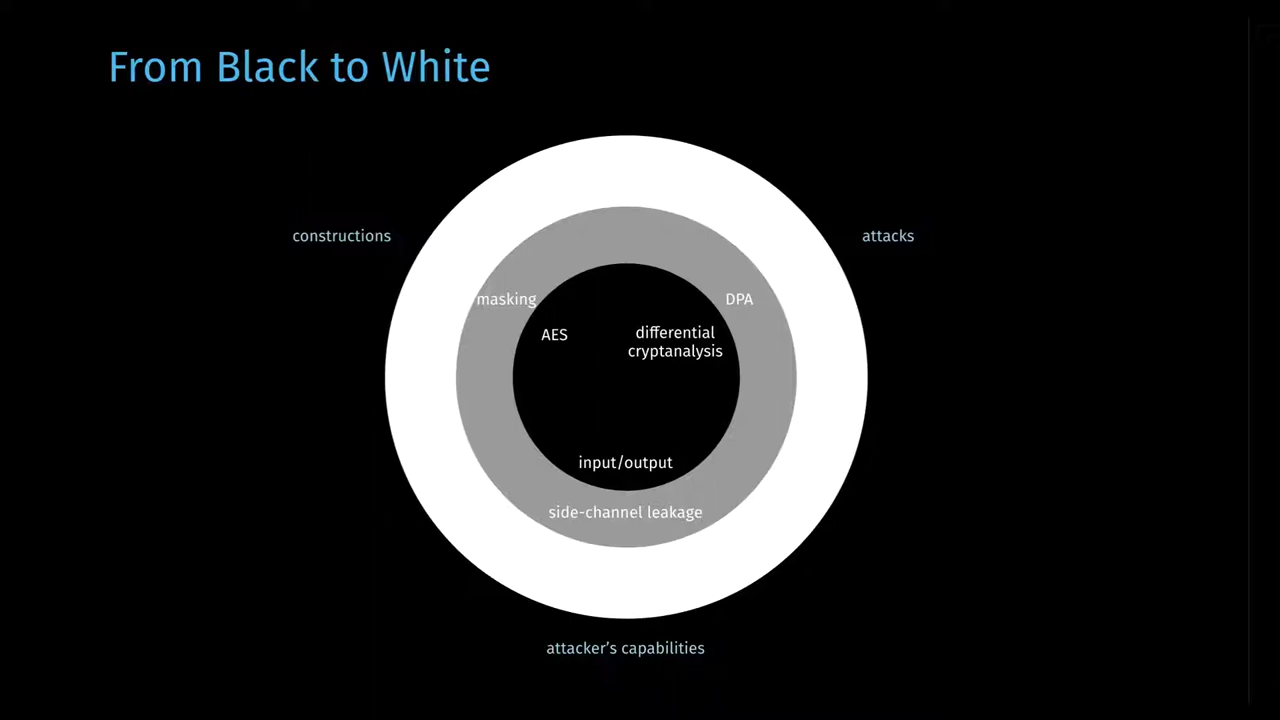 From Black to White
constructions
attacks
masking
DPA
AES
differential
cryptanalysis
input/output
side-channel leakage
attacker’s capabilities